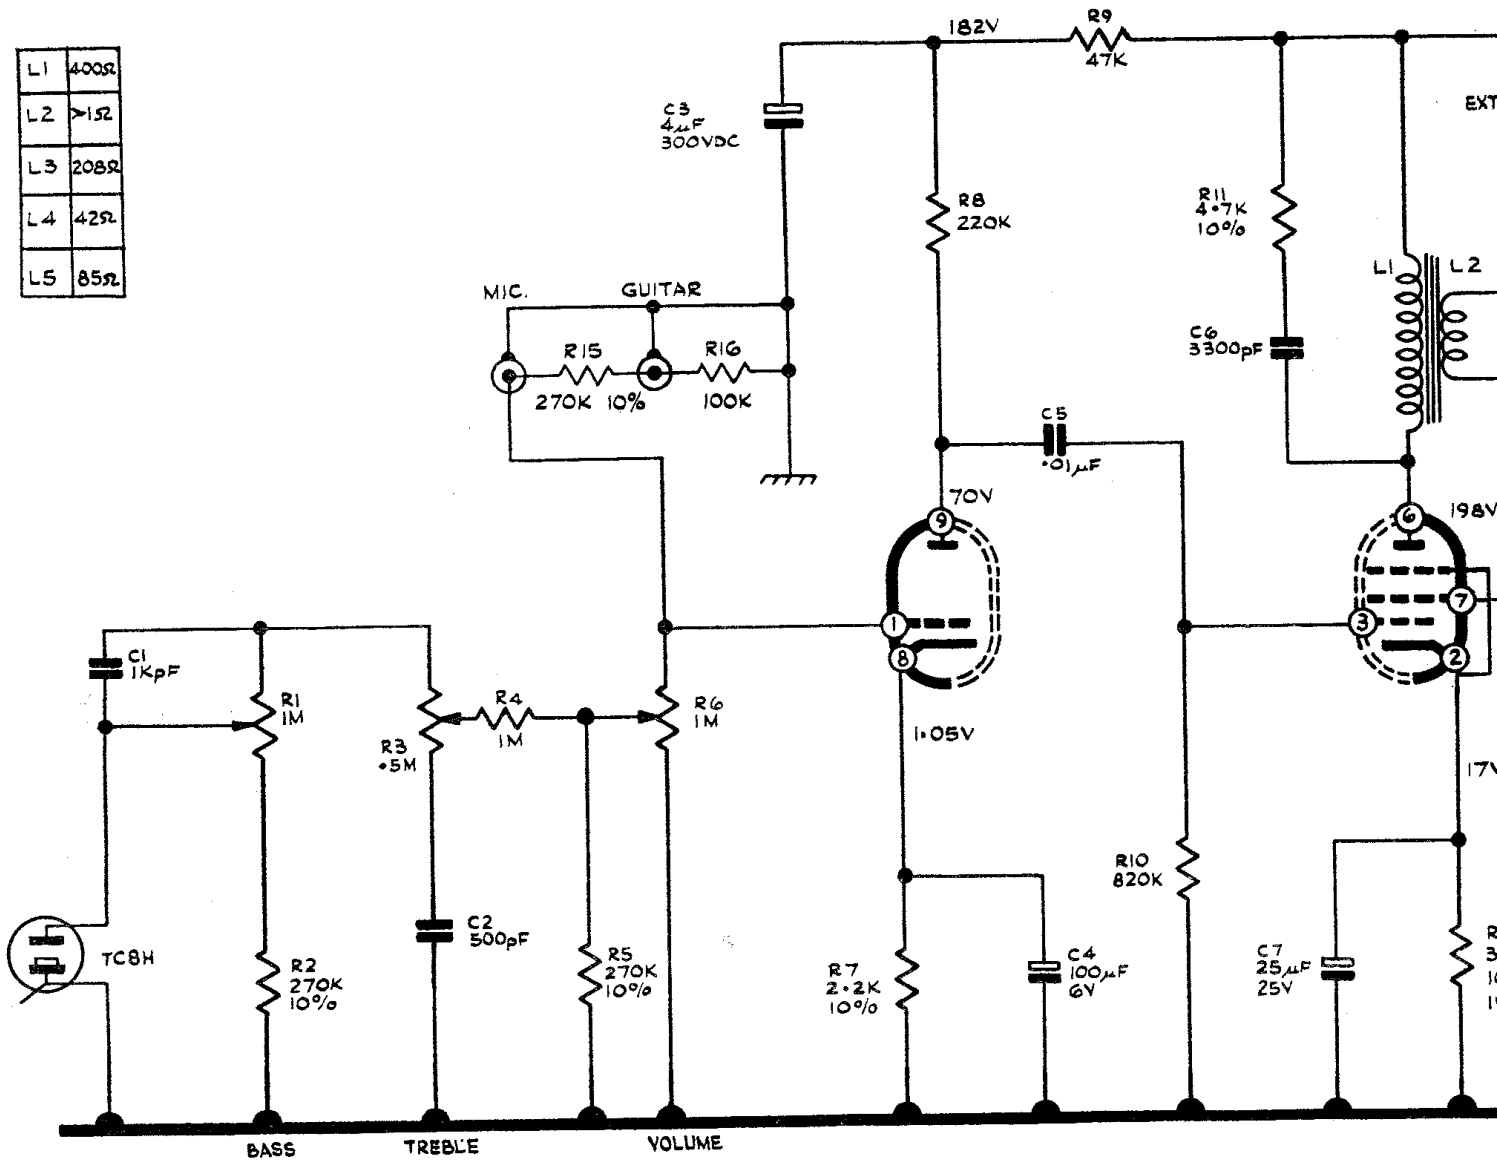 L1 400Ω
L2 >1Ω
L3 208Ω
L4 42Ω
L5 85Ω
182V
R9
47K
C3
4µF
300VDC
R8
220K
R11
4.7K
10%
EXT
L1
L2
MIC.
GUITAR
R15
270K 10%
R16
100K
C6
3300pF
C5
.01µF
70V
198V
9
1
8
6
7
3
2
C1
1KpF
R1
1M
R3
.5M
R4
1M
R6
1M
1.05V
17V
TC8H
R2
270K
10%
C2
500pF
R5
270K
10%
R7
2.2K
10%
C4
100µF
6V
R10
820K
C7
25µF
25V
R
3
BASS
TREBLE
VOLUME